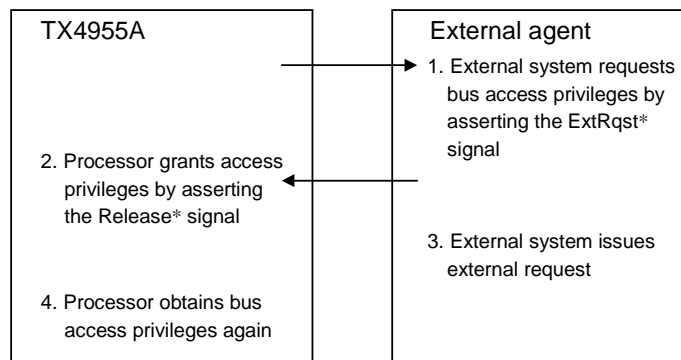 TX4955A
2. Processor grants access
privileges by asserting
the Release* signal
4. Processor obtains bus
access privileges again
External agent
1. External system requests
bus access privileges by
asserting the ExtRqst*
signal
3. External system issues
external request